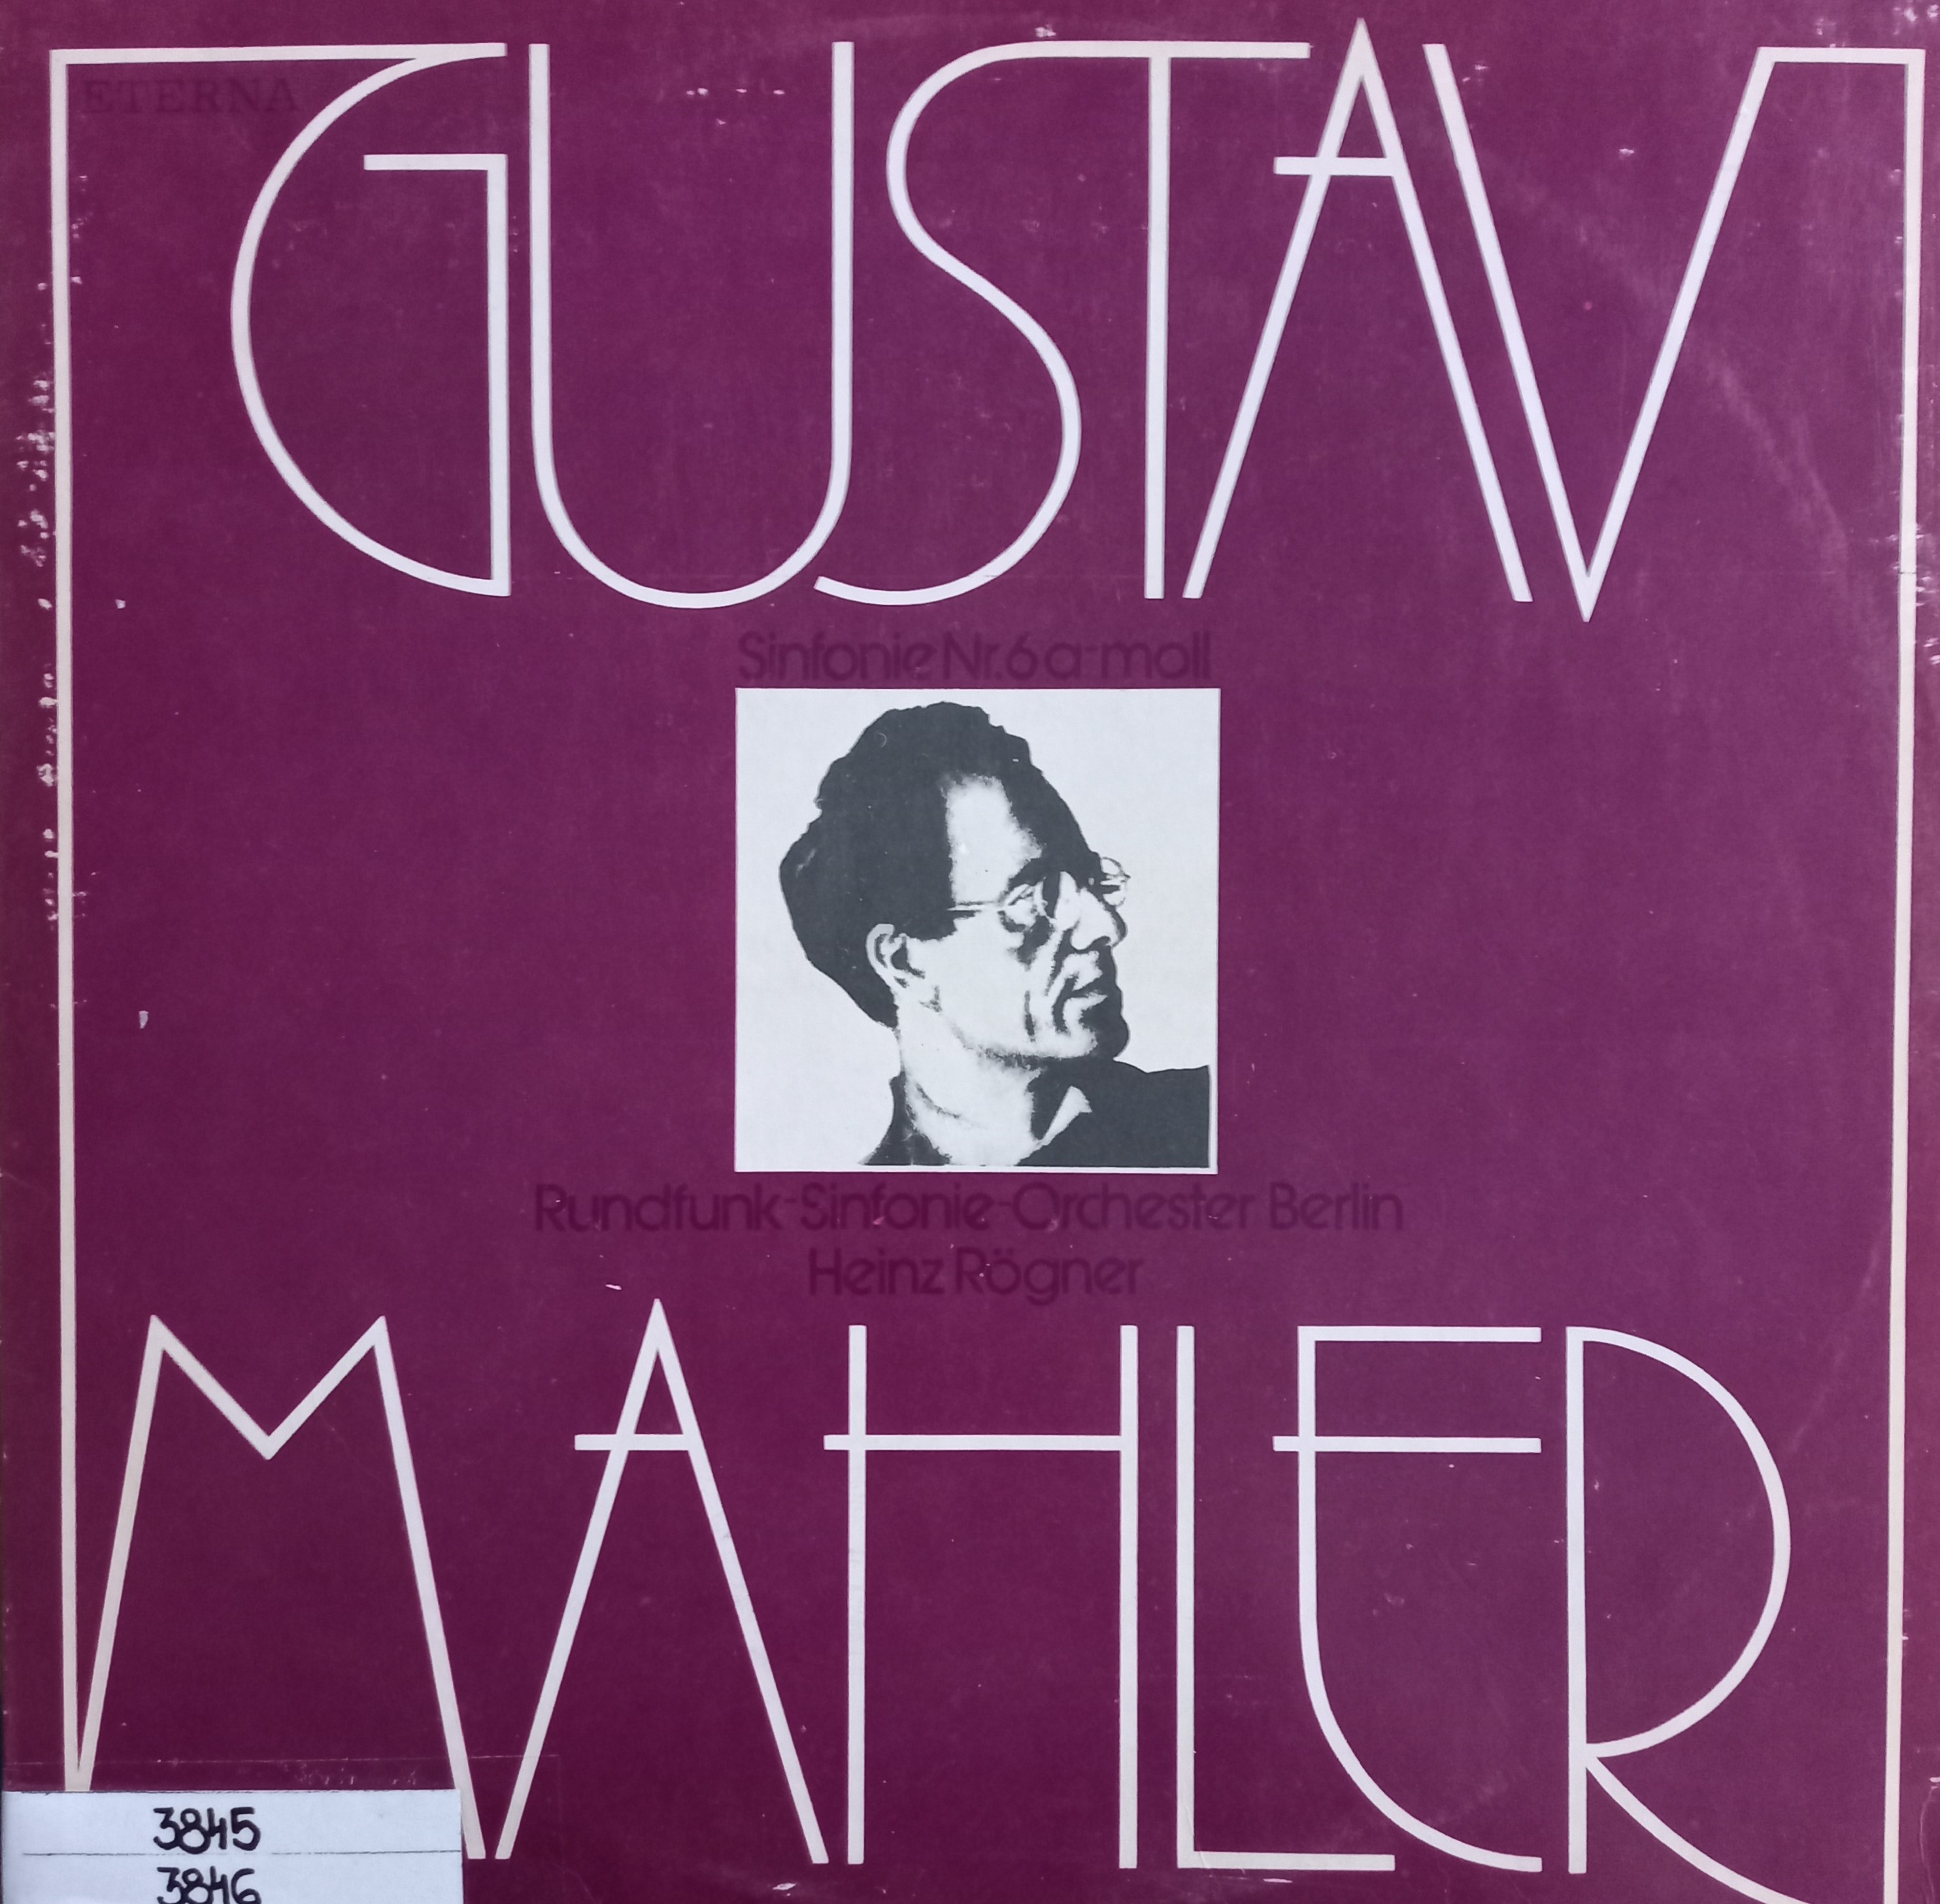 ETERNA
GUSTAV
Sinfonie Nr. 6 a-moll
Rundfunk-Sinfonie-Orchester Berlin
Heinz Rögner
MAHLER
3845
3846